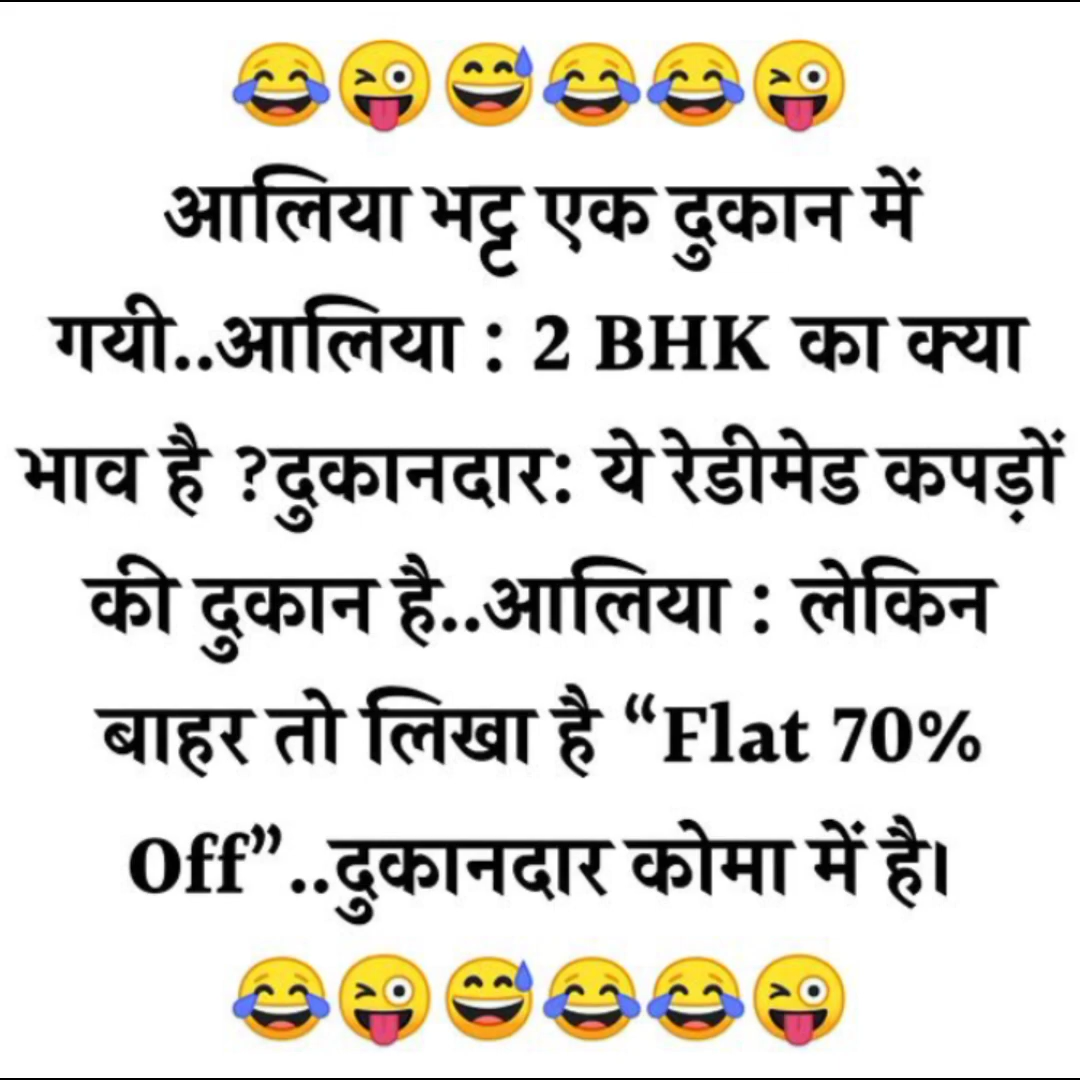 😂😜😅😂😂😜
आलिया भट्ट एक दुकान में
गयी..आलिया : 2 BHK का क्या
भाव है ?दुकानदार: ये रेडीमेड कपड़ों
की दुकान है..आलिया : लेकिन
बाहर तो लिखा है “Flat 70%
Off”..दुकानदार कोमा में है।
😂😜😅😂😂😜